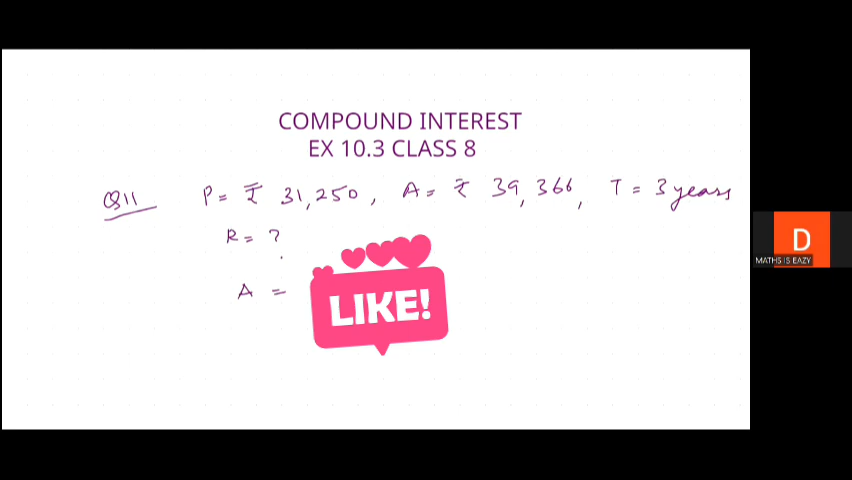 COMPOUND INTEREST
EX 10.3 CLASS 8
Q11 P = ₹ 31,250, A = ₹ 39,366, T = 3 years
R = ?
A =
LIKE!
D
MATHS IS EAZY